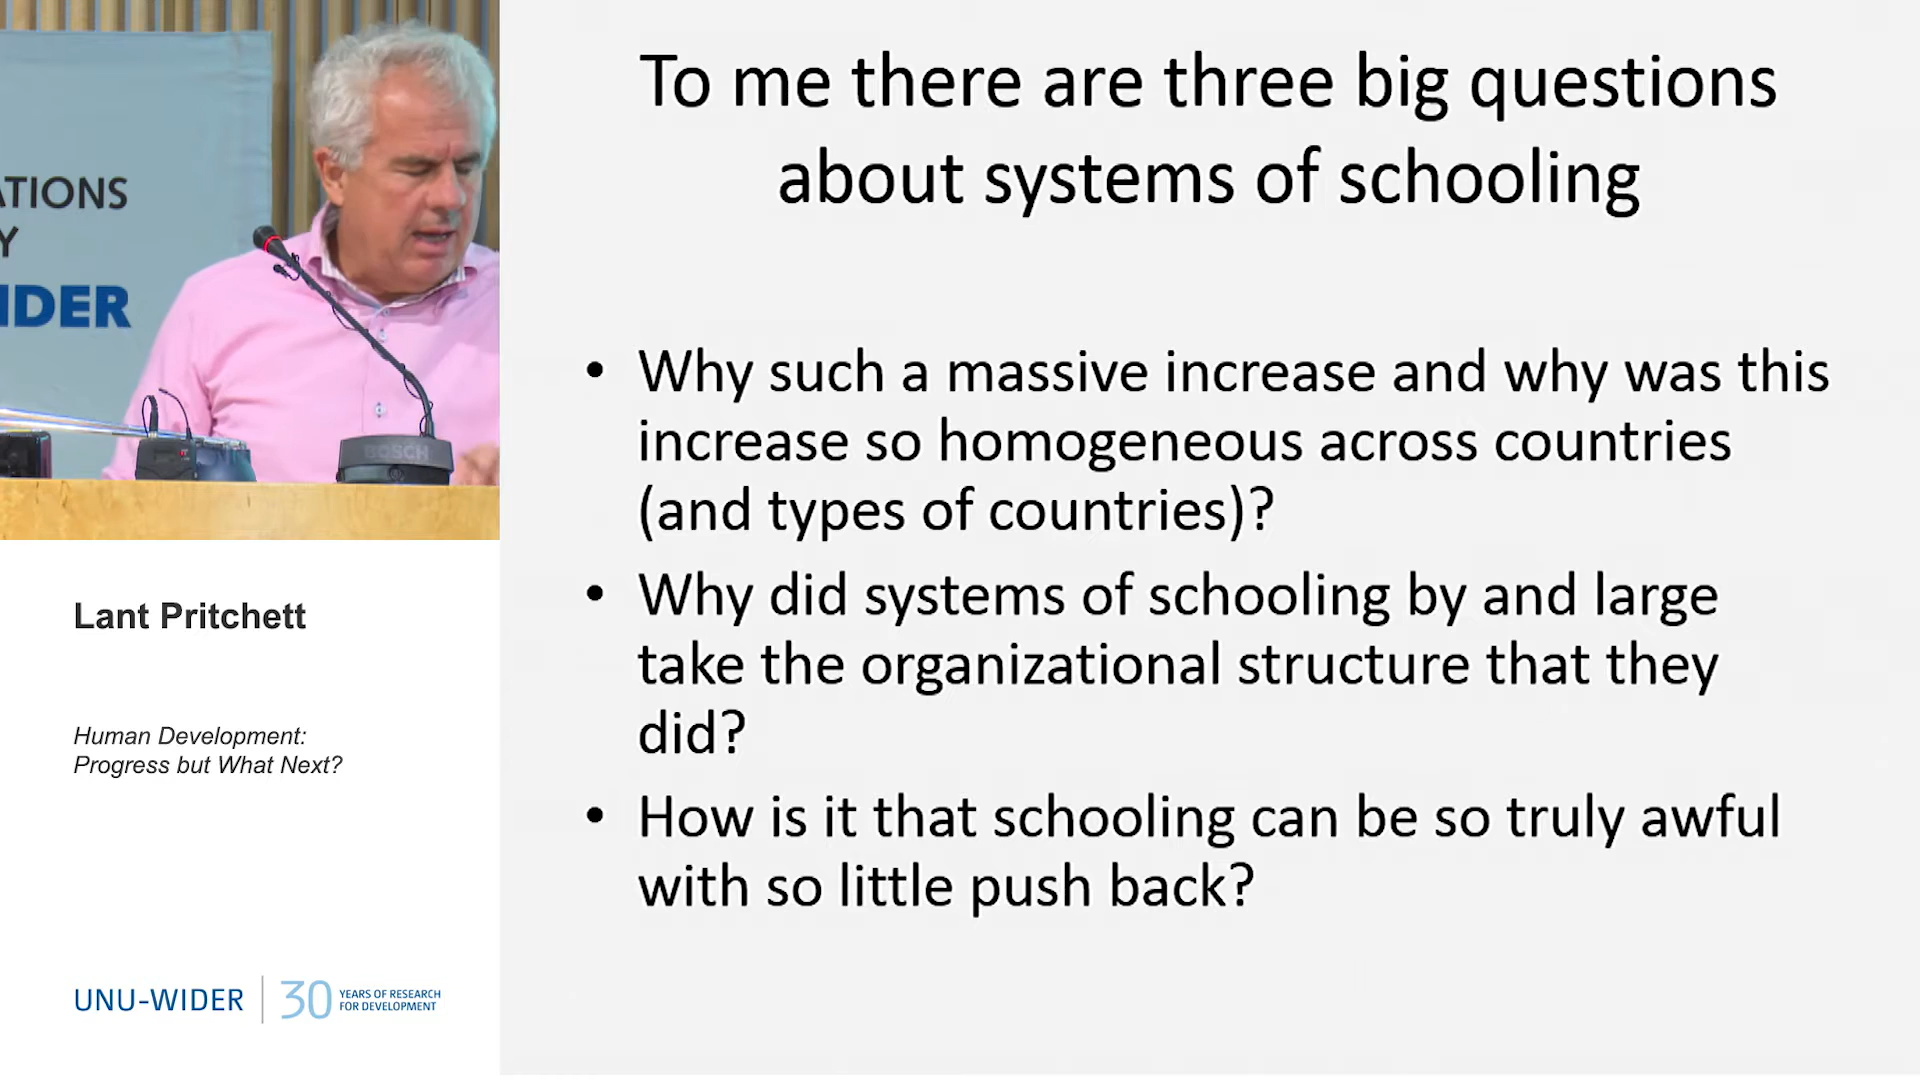 To me there are three big questions
about systems of schooling
• Why such a massive increase and why was this
increase so homogeneous across countries
(and types of countries)?
• Why did systems of schooling by and large
take the organizational structure that they
did?
• How is it that schooling can be so truly awful
with so little push back?
ATIONS
Y
IDER
BOSCH
Lant Pritchett
Human Development:
Progress but What Next?
UNU-WIDER
30
YEARS OF RESEARCH
FOR DEVELOPMENT